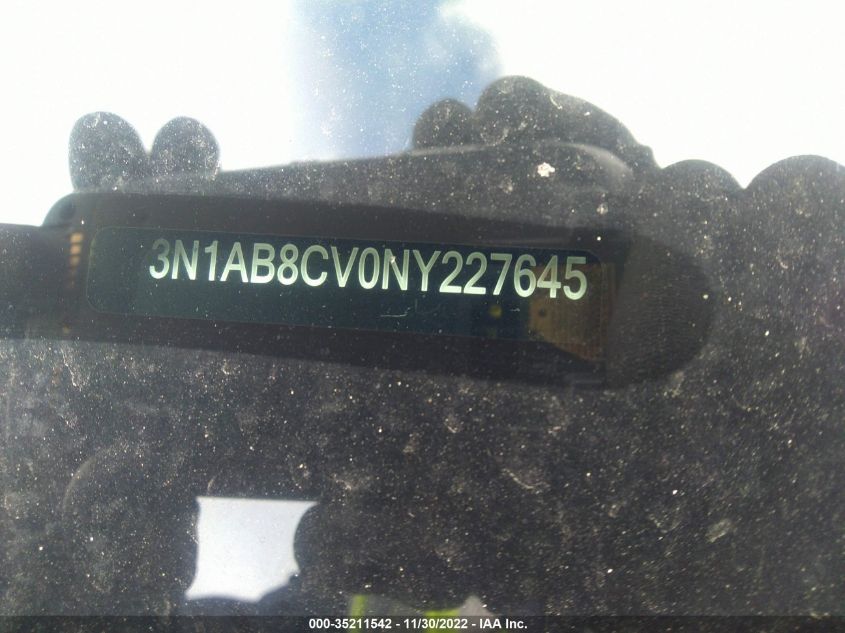 3N1AB8CV0NY227645
000-35211542 - 11/30/2022 - IAA Inc.